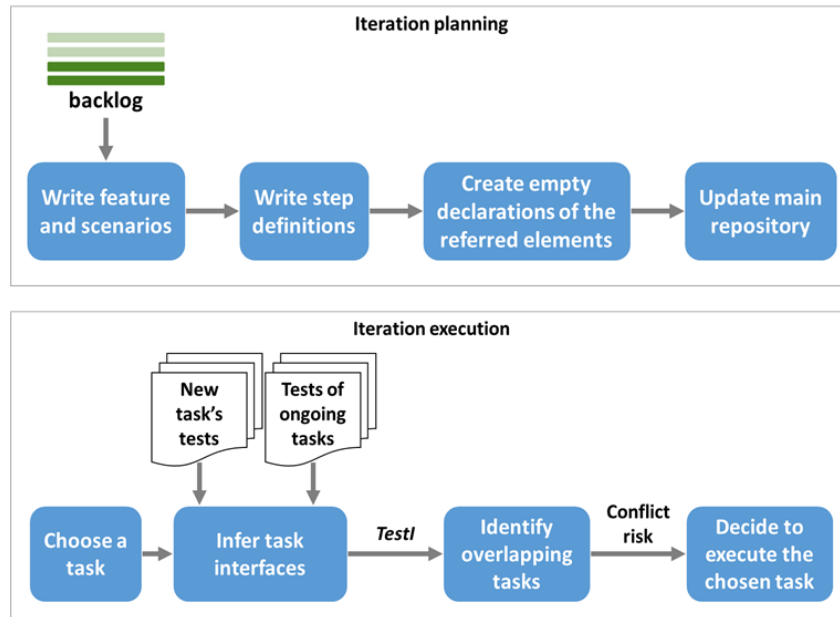 Iteration planning
backlog
Write feature
and scenarios
Write step
definitions
Create empty
declarations of the
referred elements
Update main
repository
Iteration execution
New
task's
tests
Tests of
ongoing
tasks
Choose a
task
Infer task
interfaces
TestI
Identify
overlapping
tasks
Conflict
risk
Decide to
execute the
chosen task